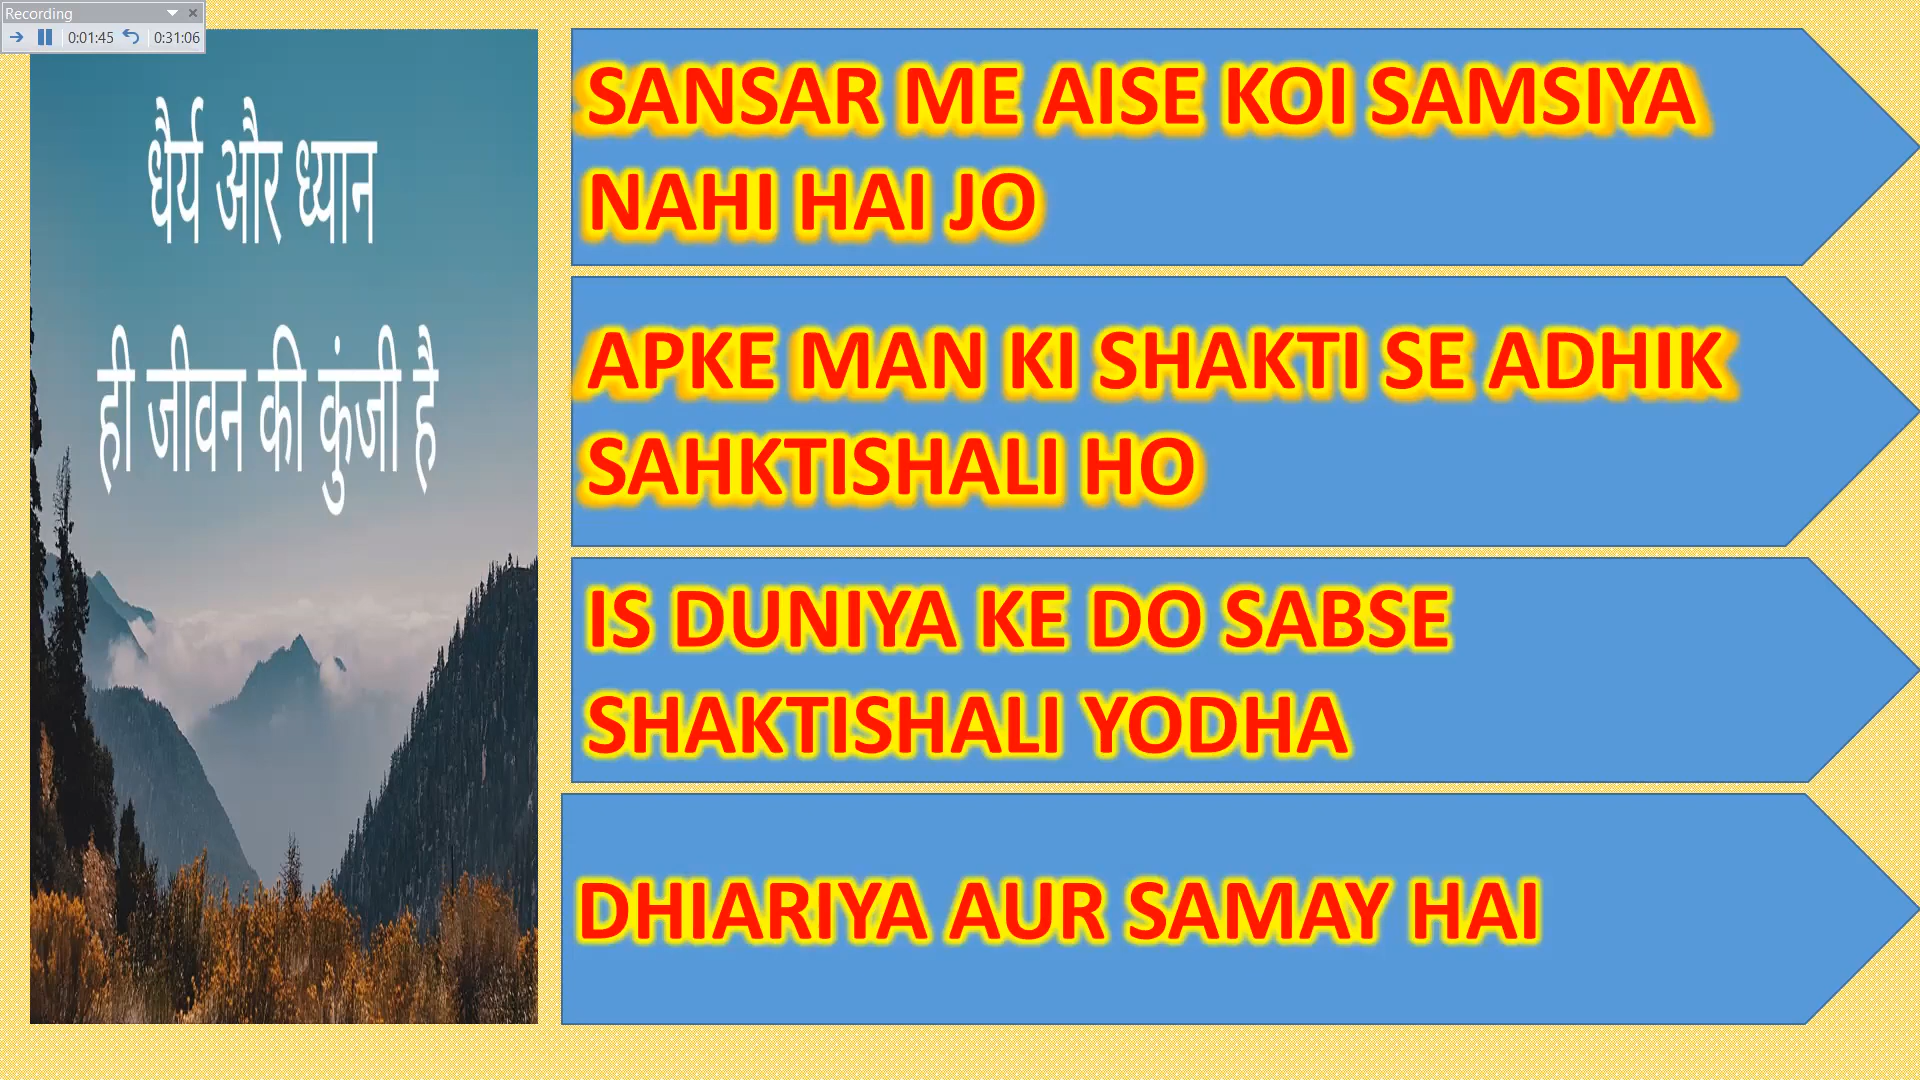 Recording
0:01:45 0:31:06
धैर्य और ध्यान
ही जीवन की कुंजी है
SANSAR ME AISE KOI SAMSIYA
NAHI HAI JO
APKE MAN KI SHAKTI SE ADHIK
SAHKTISHALI HO
IS DUNIYA KE DO SABSE
SHAKTISHALI YODHA
DHIARIYA AUR SAMAY HAI